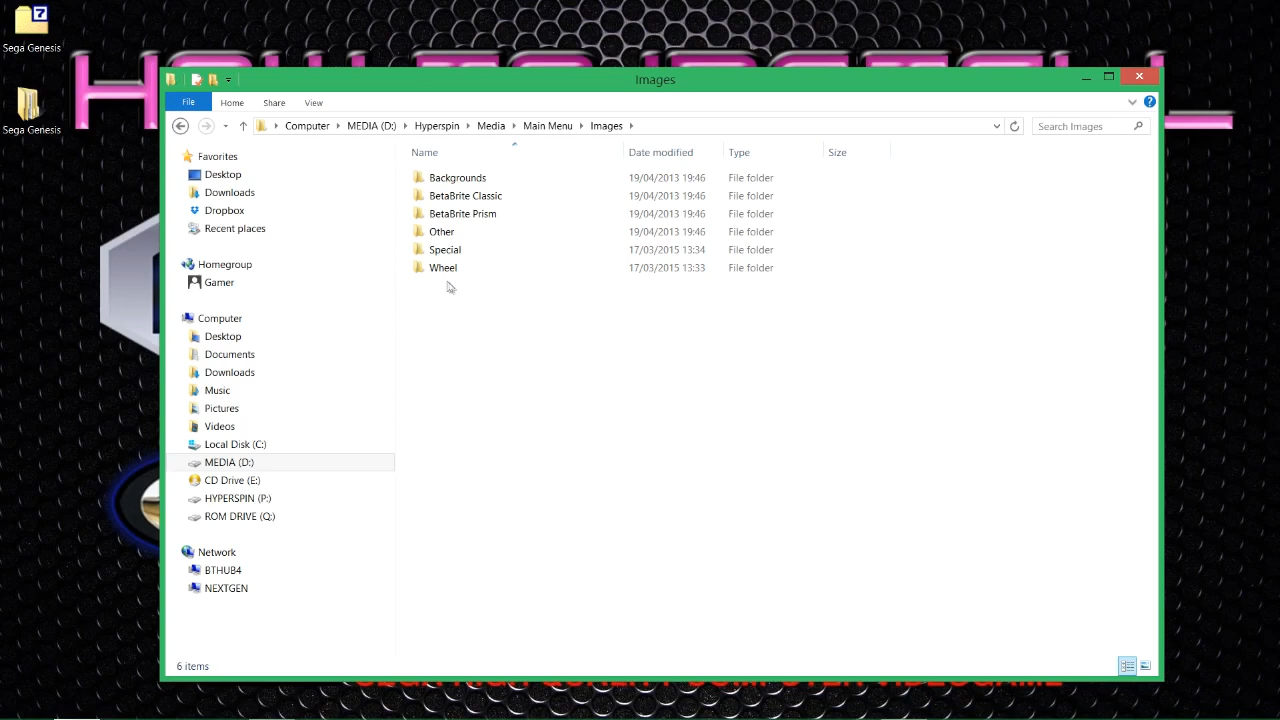 Sega Genesis
Sega Genesis
Images
File Home Share View
Computer MEDIA (D:) Hyperspin Media Main Menu Images
Search Images
Name Date modified Type Size
Backgrounds 19/04/2013 19:46 File folder
BetaBrite Classic 19/04/2013 19:46 File folder
BetaBrite Prism 19/04/2013 19:46 File folder
Other 19/04/2013 19:46 File folder
Special 17/03/2015 13:34 File folder
Wheel 17/03/2015 13:33 File folder
Favorites
Desktop
Downloads
Dropbox
Recent places
Homegroup
Gamer
Computer
Desktop
Documents
Downloads
Music
Pictures
Videos
Local Disk (C:)
MEDIA (D:)
CD Drive (E:)
HYPERSPIN (P:)
ROM DRIVE (Q:)
Network
BTHUB4
NEXTGEN
6 items